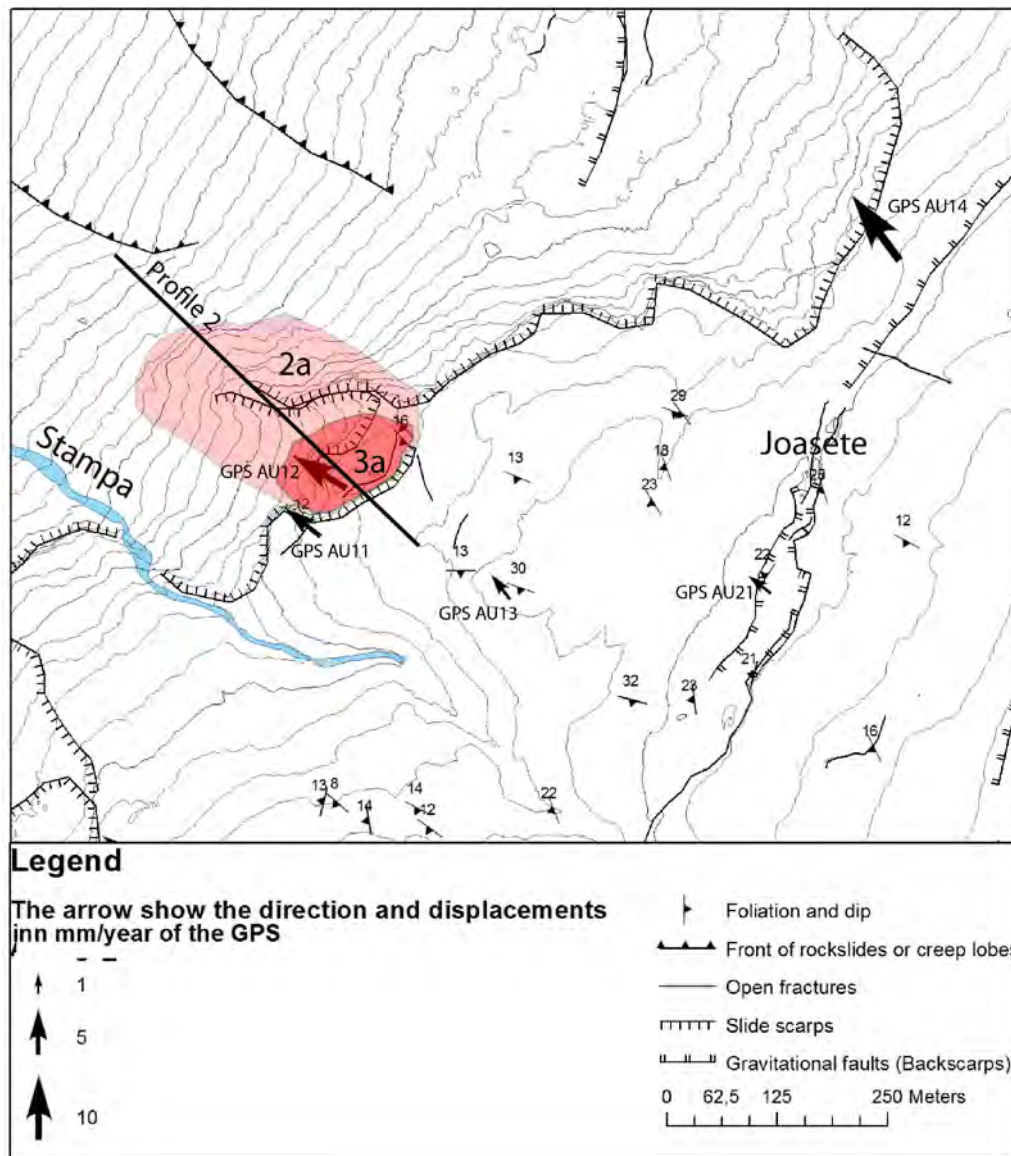 GPS AU14
Profile 2
2a
16
29
Stampa
GPS AU12
3a
13
18
Joasete
23
25
12
12
GPS AU11
13
30
GPS AU13
22
GPS AU21
21
32
23
16
13 8
14
14
12
22
Legend
The arrow show the direction and displacements
inn mm/year of the GPS
1
5
10
Foliation and dip
Front of rockslides or creep lobes
Open fractures
Slide scarps
Gravitational faults (Backscarps)
0 62,5 125 250 Meters